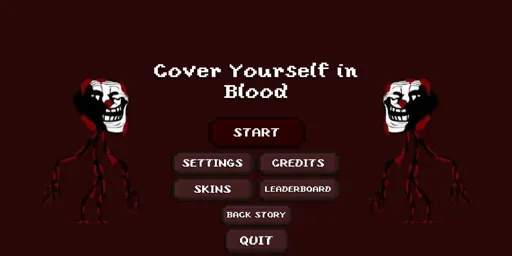 Cover Yourself in
Blood
START
SETTINGS CREDITS
SKINS LEADERBOARD
BACK STORY
QUIT